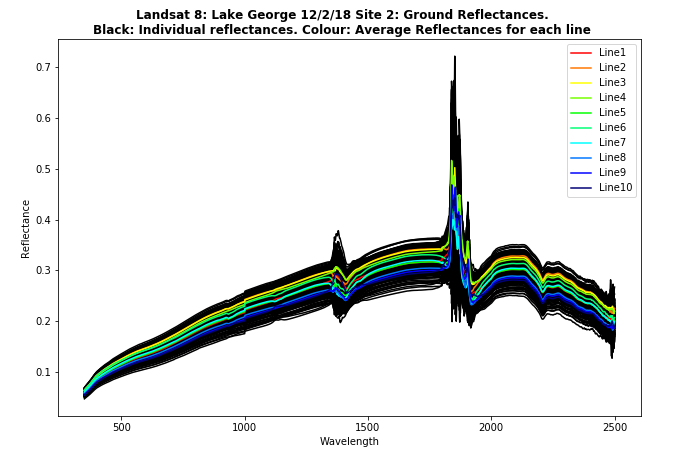 Landsat 8: Lake George 12/2/18 Site 2: Ground Reflectances.
Black: Individual reflectances. Colour: Average Reflectances for each line
Line1
Line2
Line3
Line4
Line5
Line6
Line7
Line8
Line9
Line10
0.7
0.6
0.5
0.4
0.3
0.2
0.1
Reflectance
500
1000
1500
2000
2500
Wavelength